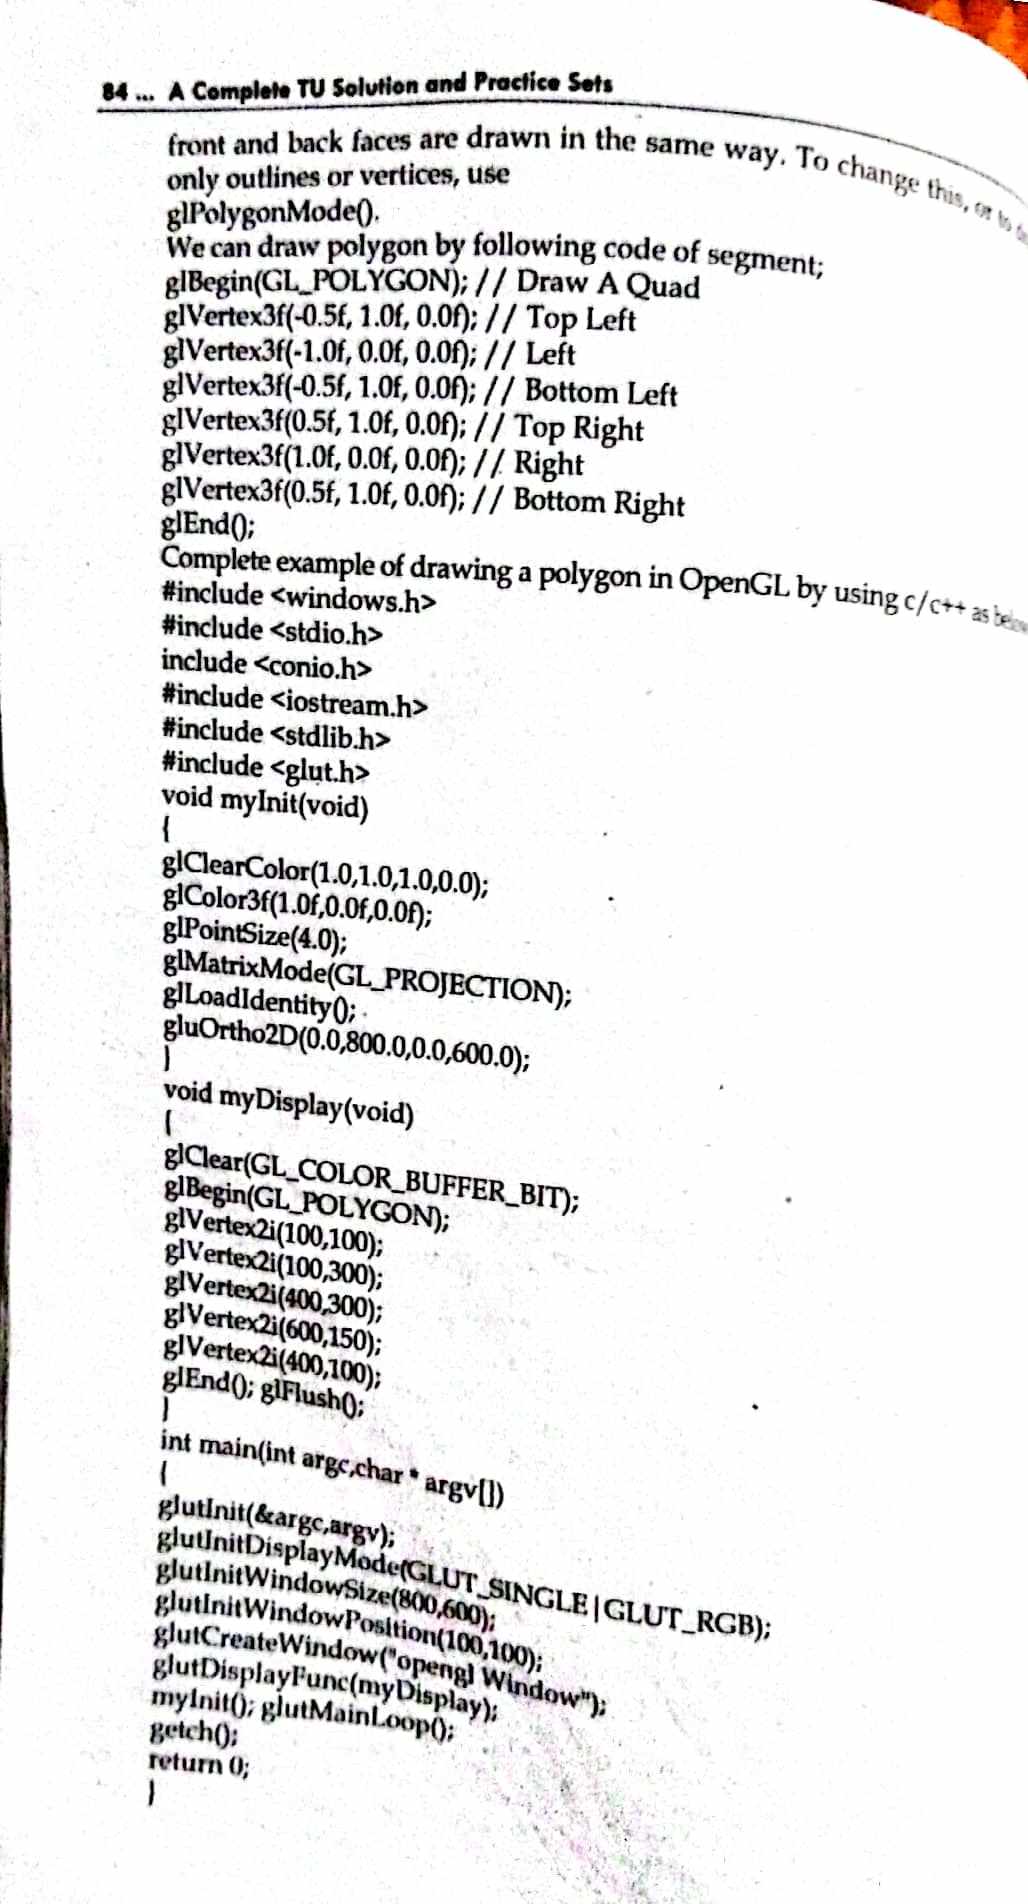 84 ... A Complete TU Solution and Practice Sets
front and back faces are drawn in the same way. To change this, or to
only outlines or vertices, use
glPolygonMode().
We can draw polygon by following code of segment;
glBegin(GL_POLYGON); // Draw A Quad
glVertex3f(-0.5f, 1.0f, 0.0f); // Top Left
glVertex3f(-1.0f, 0.0f, 0.0f); // Left
glVertex3f(-0.5f, 1.0f, 0.0f); // Bottom Left
glVertex3f(0.5f, 1.0f, 0.0f); // Top Right
glVertex3f(1.0f, 0.0f, 0.0f); // Right
glVertex3f(0.5f, 1.0f, 0.0f); // Bottom Right
glEnd();
Complete example of drawing a polygon in OpenGL by using c/c++ as below
#include <windows.h>
#include <stdio.h>
include <conio.h>
#include <iostream.h>
#include <stdlib.h>
#include <glut.h>
void myInit(void)
{
glClearColor(1.0,1.0,1.0,0.0);
glColor3f(1.0f,0.0f,0.0f);
glPointSize(4.0);
glMatrixMode(GL_PROJECTION);
glLoadIdentity();
gluOrtho2D(0.0,800.0,0.0,600.0);
}
void myDisplay(void)
{
glClear(GL_COLOR_BUFFER_BIT);
glBegin(GL_POLYGON);
glVertex2i(100,100);
glVertex2i(100,300);
glVertex2i(400,300);
glVertex2i(600,150);
glVertex2i(400,100);
glEnd(); glFlush();
}
int main(int argc,char * argv[])
{
glutInit(&argc,argv);
glutInitDisplayMode(GLUT_SINGLE|GLUT_RGB);
glutInitWindowSize(800,600);
glutInitWindowPosition(100,100);
glutCreateWindow("opengl Window");
glutDisplayFunc(myDisplay);
myInit(); glutMainLoop();
getch();
return 0;
}